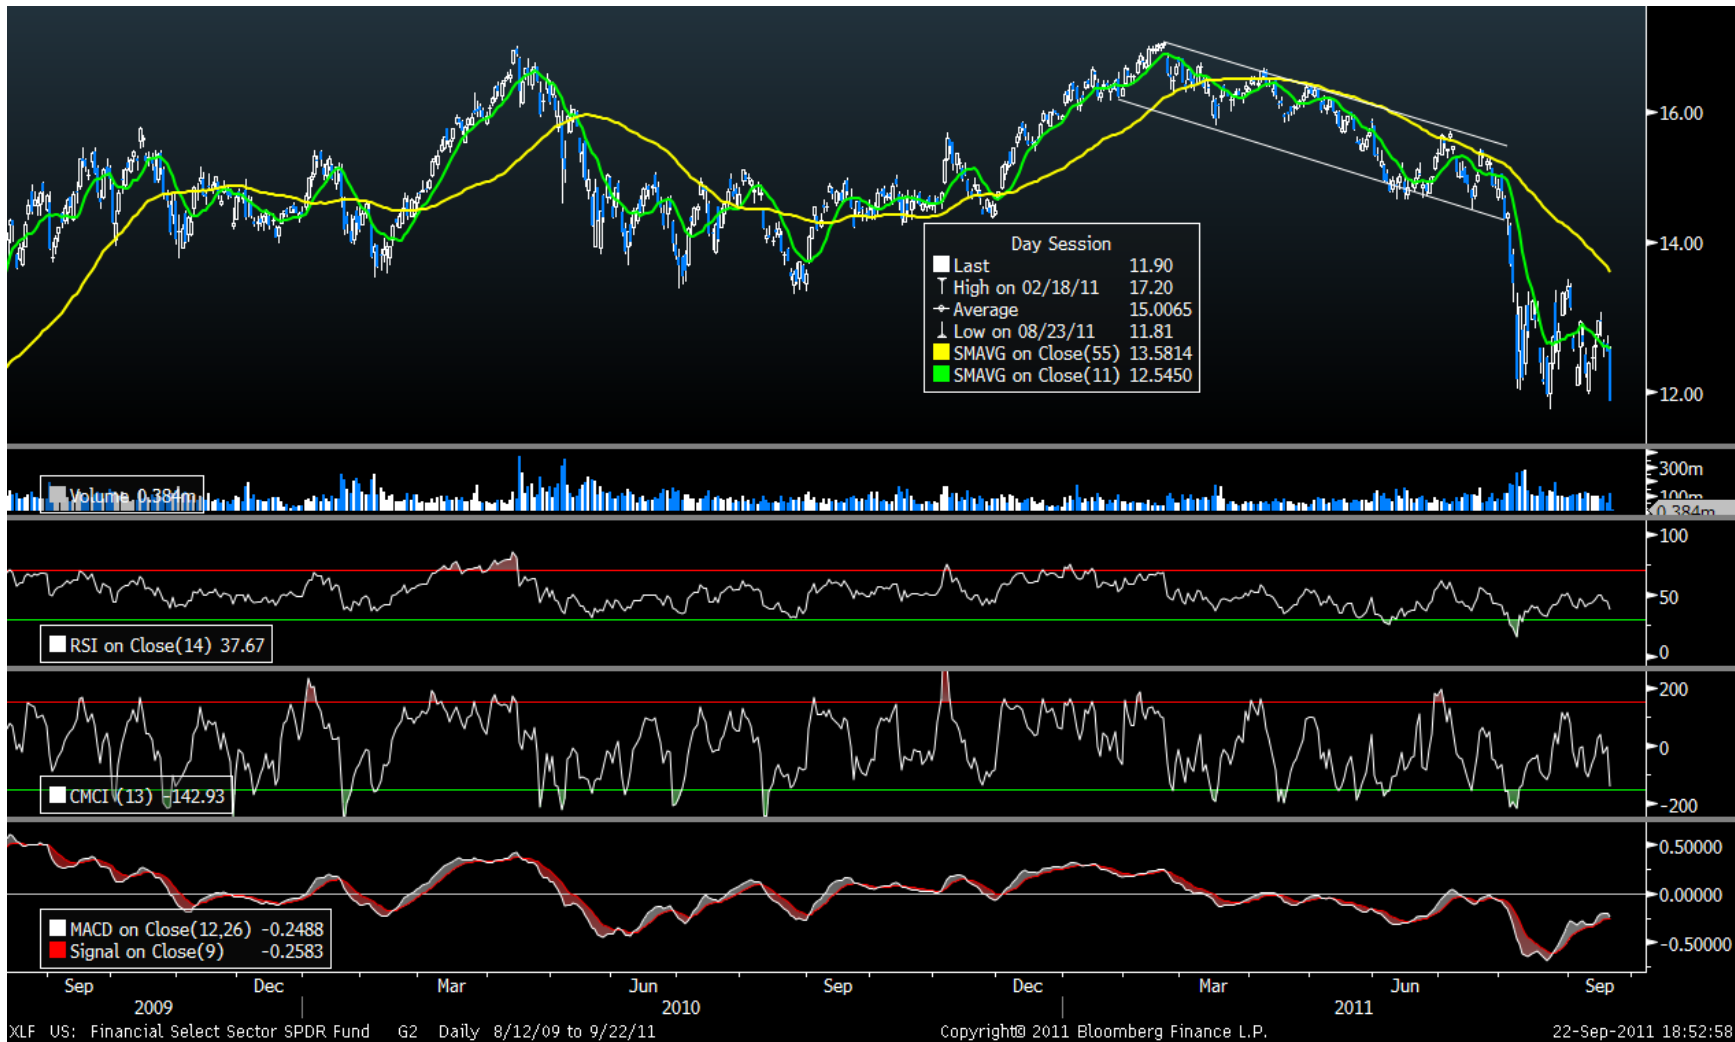 16.00
14.00
12.00
Day Session
Last 11.90
High on 02/18/11 17.20
Average 15.0065
Low on 08/23/11 11.81
SMAVG on Close(55) 13.5814
SMAVG on Close(11) 12.5450
Volume 0.384m
300m
100m
0.384m
100
50
0
RSI on Close(14) 37.67
200
0
-200
CMCI (13) -142.93
0.50000
0.00000
-0.50000
MACD on Close(12,26) -0.2488
Signal on Close(9) -0.2583
Sep Dec Mar Jun Sep Dec Mar Jun Sep
2009 2010 2011
XLF US: Financial Select Sector SPDR Fund G2 Daily 8/12/09 to 9/22/11 Copyright© 2011 Bloomberg Finance L.P. 22-Sep-2011 18:52:58